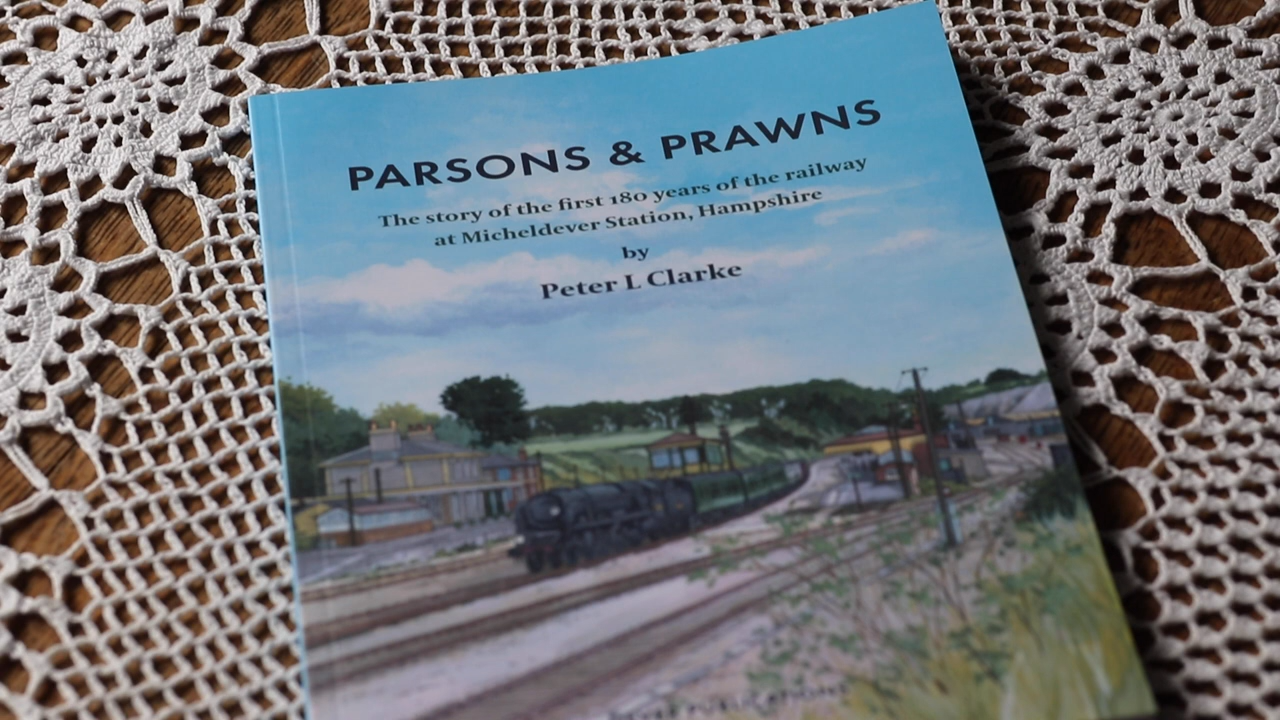 PARSONS & PRAWNS
The story of the first 180 years of the railway
at Micheldever Station, Hampshire
by
Peter L Clarke